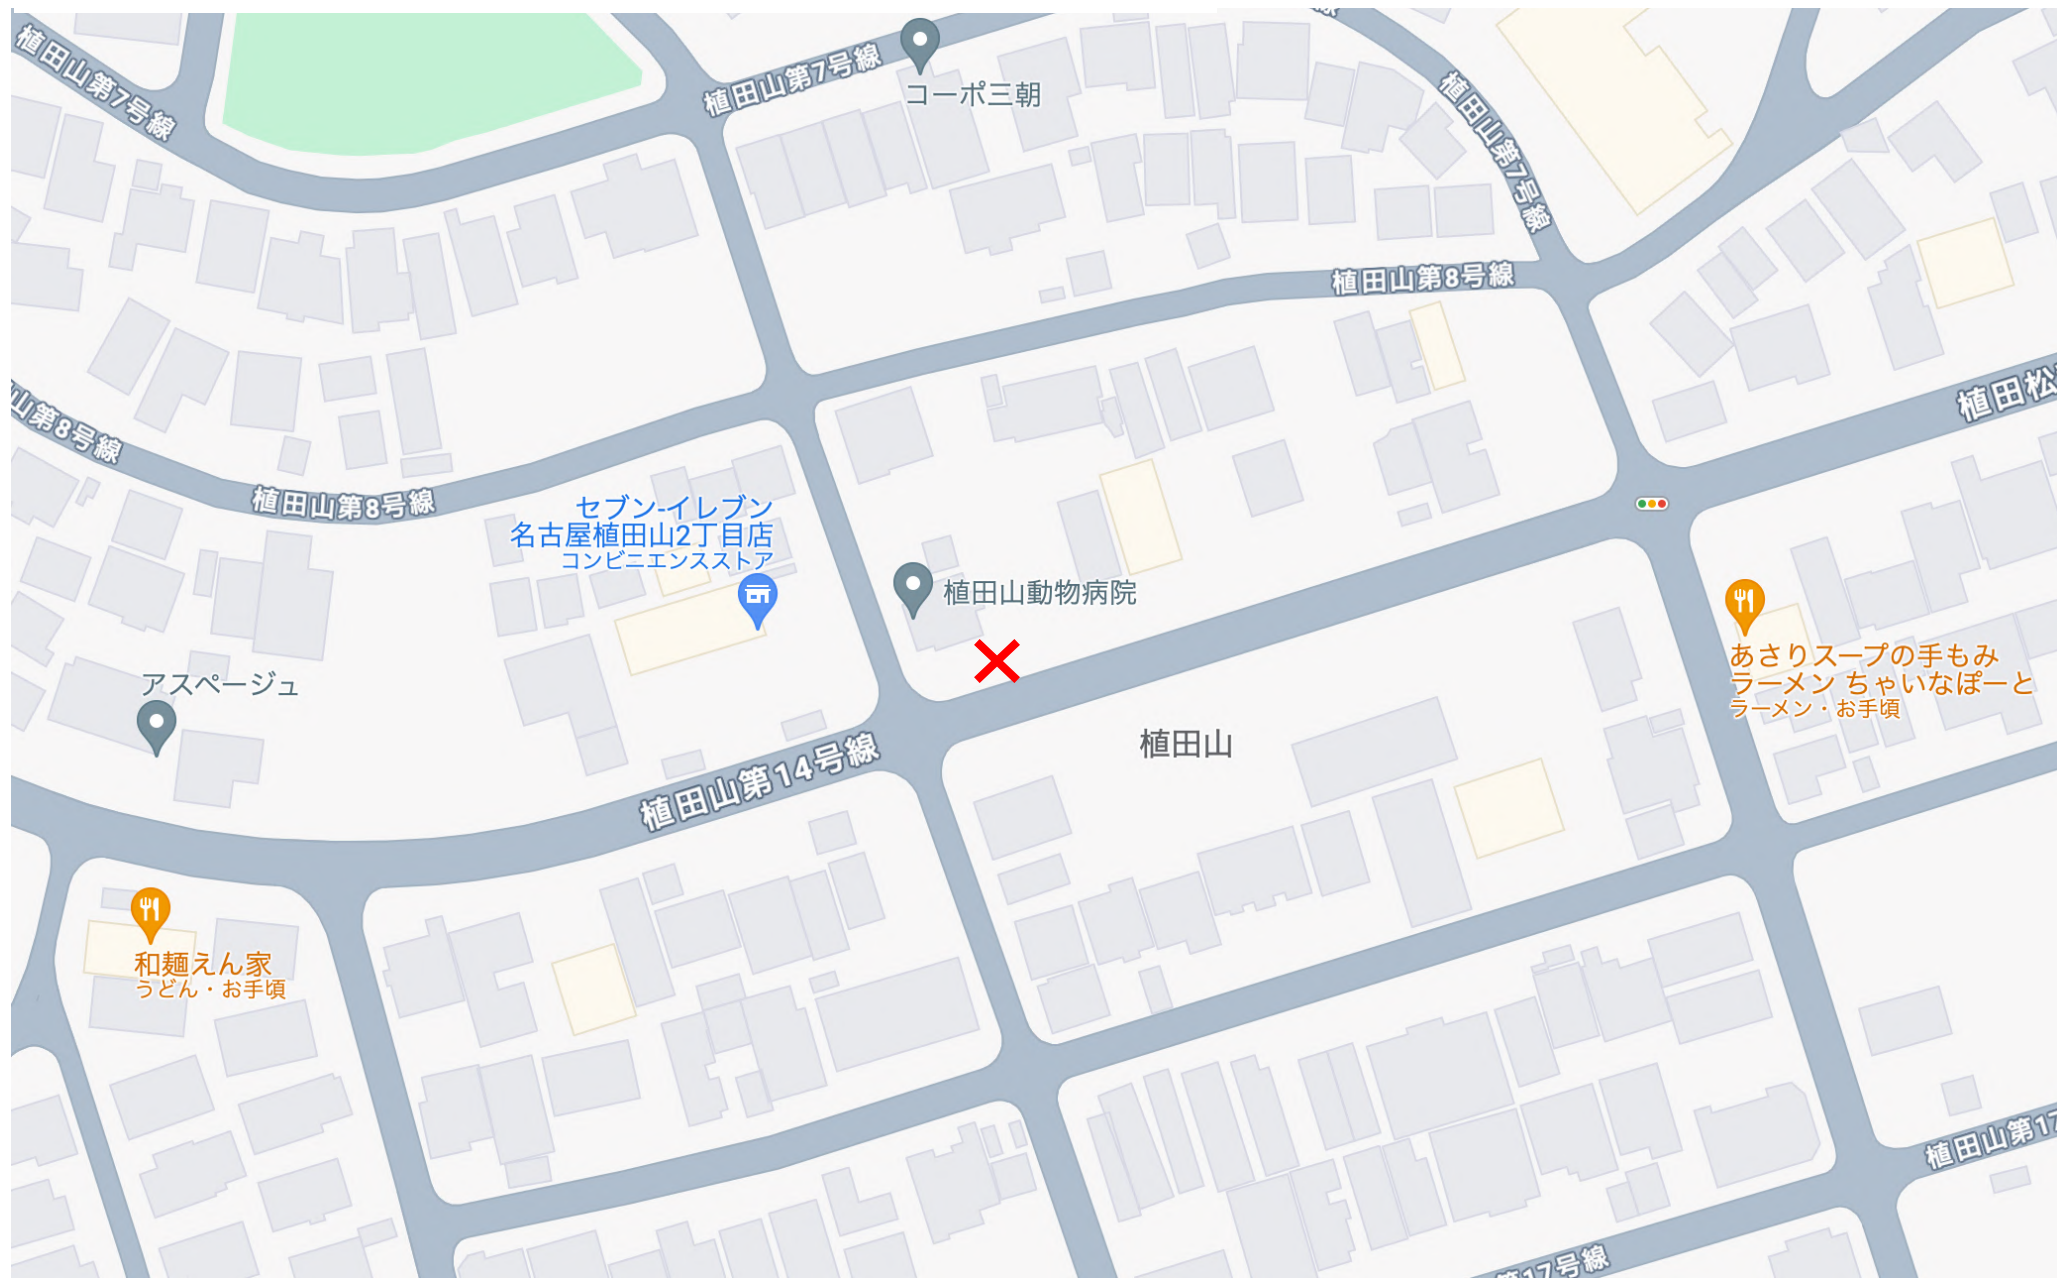 植田山第7号線
植田山第7号線
コーポ三朝
植田山第7号線
植田山第8号線
植田松
山第8号線
植田山第8号線
セブン-イレブン
名古屋植田山2丁目店
コンビニエンスストア
植田山動物病院
あさりスープの手もみ
ラーメン ちゃいなぽーと
ラーメン・お手頃
アスページュ
植田山
植田山第14号線
和麺えん家
うどん・お手頃
植田山第17
第17号線